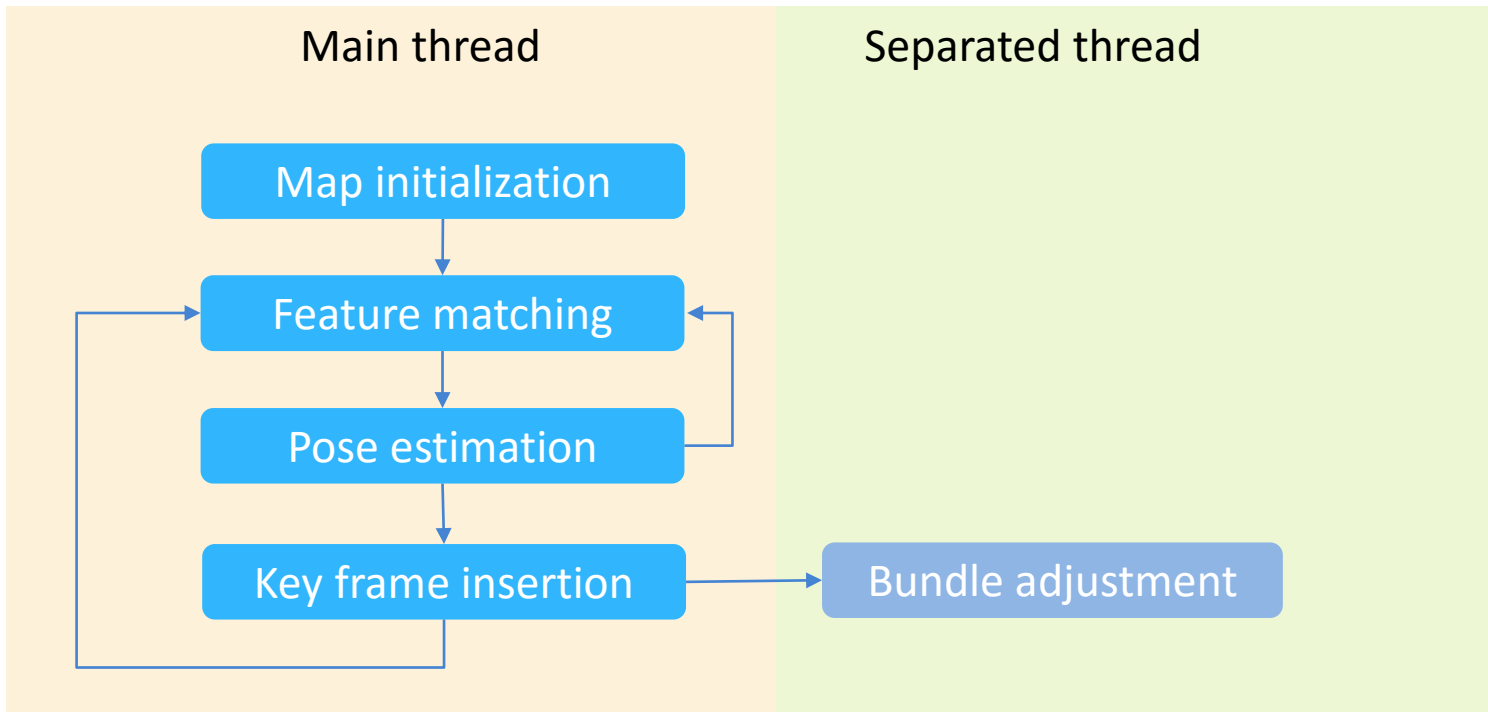 Main thread
Separated thread
Map initialization
Feature matching
Pose estimation
Key frame insertion
Bundle adjustment